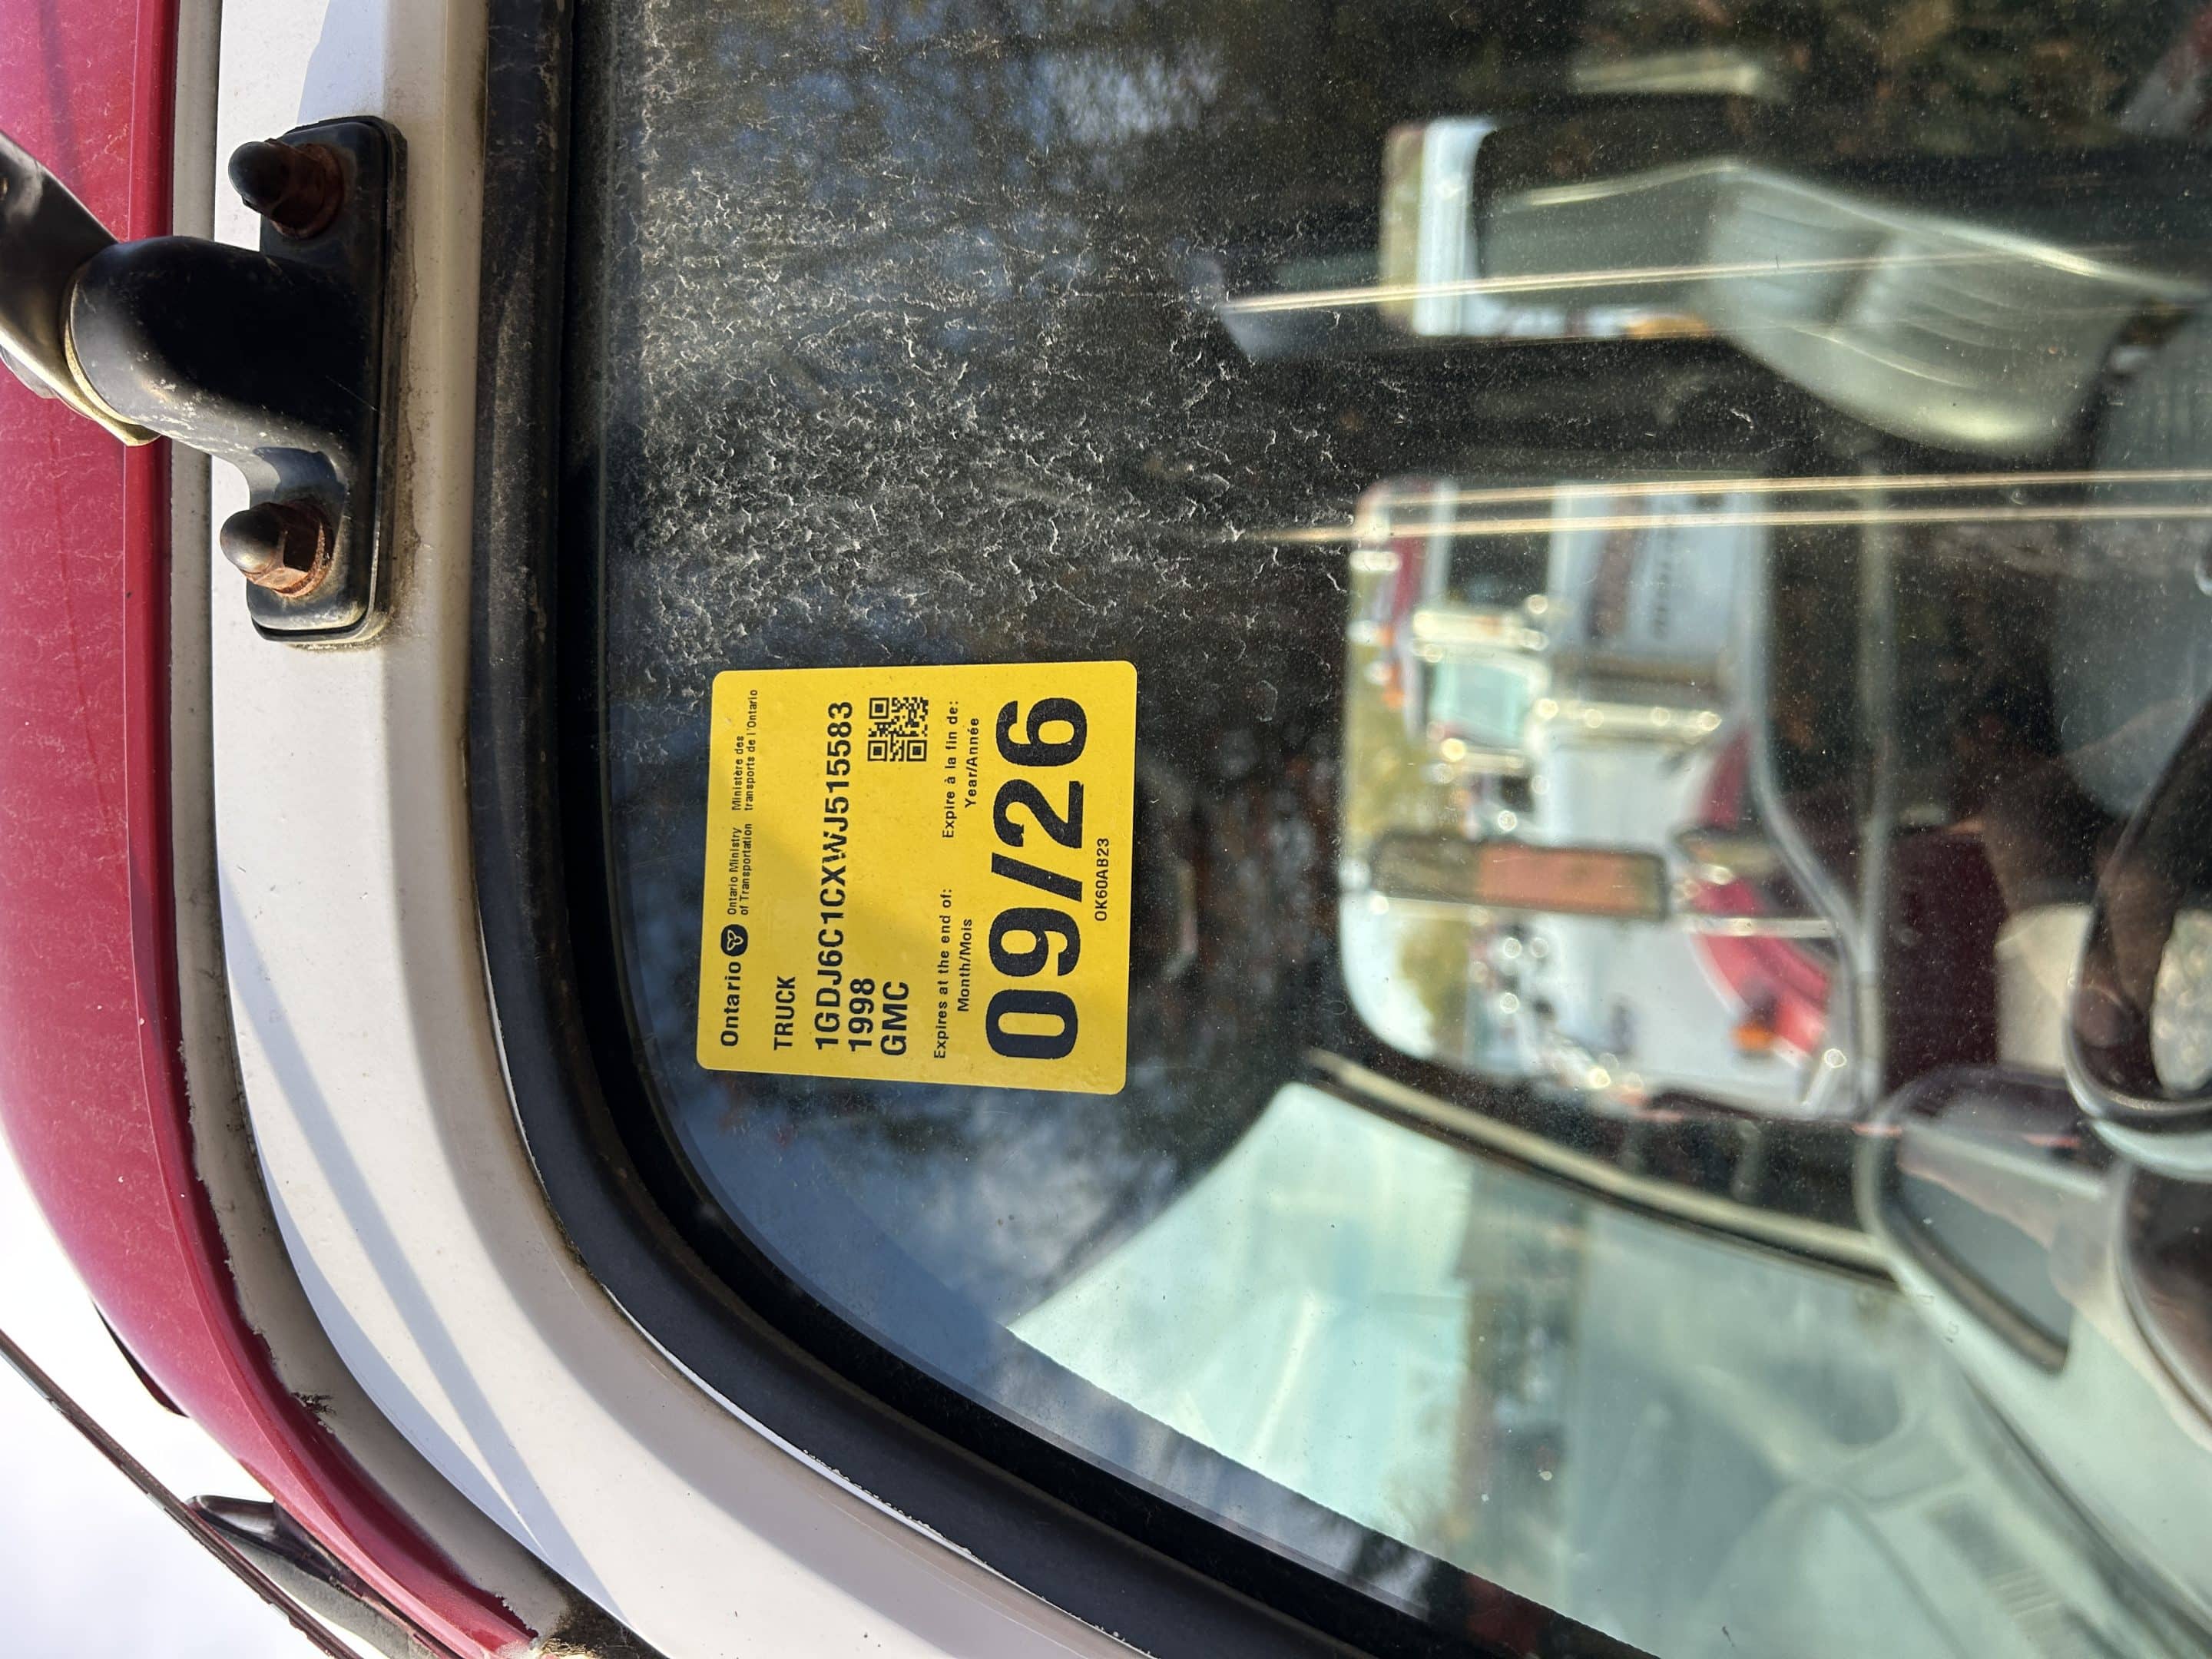 Ontario
Ontario Ministry
of Transportation
Ministère des
transports de l'Ontario
TRUCK
1GDJ6C1CXWJ515583
1998
GMC
Expires at the end of:
Expire à la fin de:
Month/Mois
Year/Année
09/26
OK60AB23